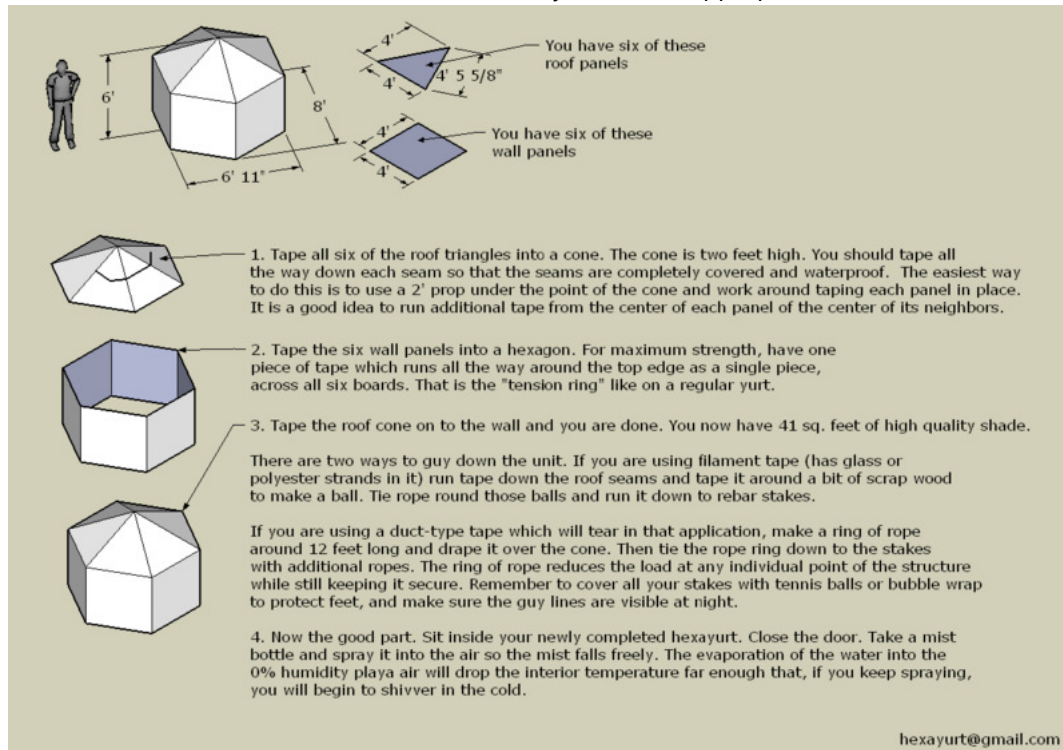 4'
You have six of these
roof panels
6'
4'
4' 5 5/8"
8'
4'
You have six of these
wall panels
4'
6' 11"
1. Tape all six of the roof triangles into a cone. The cone is two feet high. You should tape all
the way down each seam so that the seams are completely covered and waterproof. The easiest way
to do this is to use a 2' prop under the point of the cone and work around taping each panel in place.
It is a good idea to run additional tape from the center of each panel of the center of its neighbors.
2. Tape the six wall panels into a hexagon. For maximum strength, have one
piece of tape which runs all the way around the top edge as a single piece,
across all six boards. That is the "tension ring" like on a regular yurt.
3. Tape the roof cone on to the wall and you are done. You now have 41 sq. feet of high quality shade.
There are two ways to guy down the unit. If you are using filament tape (has glass or
polyester strands in it) run tape down the roof seams and tape it around a bit of scrap wood
to make a ball. Tie rope round those balls and run it down to rebar stakes.
If you are using a duct-type tape which will tear in that application, make a ring of rope
around 12 feet long and drape it over the cone. Then tie the rope ring down to the stakes
with additional ropes. The ring of rope reduces the load at any individual point of the structure
while still keeping it secure. Remember to cover all your stakes with tennis balls or bubble wrap
to protect feet, and make sure the guy lines are visible at night.
4. Now the good part. Sit inside your newly completed hexayurt. Close the door. Take a mist
bottle and spray it into the air so the mist falls freely. The evaporation of the water into the
0% humidity playa air will drop the interior temperature far enough that, if you keep spraying,
you will begin to shivver in the cold.
hexayurt@gmail.com